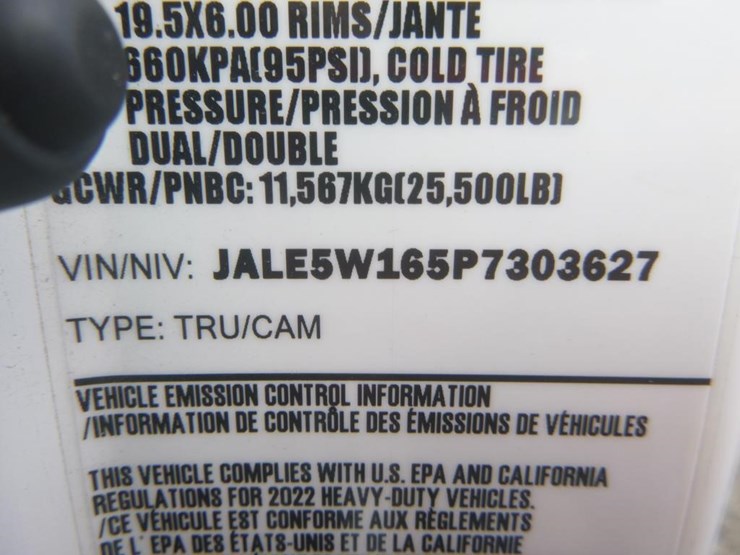 19.5X6.00 RIMS/JANTE
660KPA(95PSI), COLD TIRE
PRESSURE/PRESSION À FROID
DUAL/DOUBLE
GCWR/PNBC: 11,567KG(25,500LB)
VIN/NIV: JALE5W165P7303627
TYPE: TRU/CAM
VEHICLE EMISSION CONTROL INFORMATION
/INFORMATION DE CONTRÔLE DES ÉMISSIONS DE VÉHICULES
THIS VEHICLE COMPLIES WITH U.S. EPA AND CALIFORNIA
REGULATIONS FOR 2022 HEAVY-DUTY VEHICLES.
/CE VÉHICULE EST CONFORME AUX RÈGLEMENTS
DE L' EPA DES ÉTATS-UNIS ET DE LA CALIFORNIE